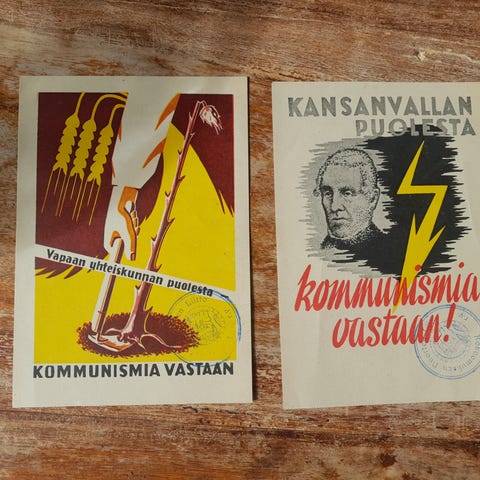 Vapaan yhteiskunnan puolesta
KOMMUNISMIA VASTAAN
KANSANVALLAN
PUOLESTA
kommunismia
vastaan!